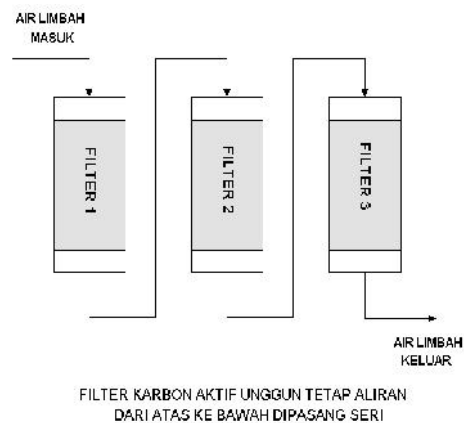 AIR LIMBAH
MASUK
FILTER 1
FILTER 2
FILTER 3
AIR LIMBAH
KELUAR
FILTER KARBON AKTIF UNGGUN TETAP ALIRAN
DARI ATAS KE BAWAH DIPASANG SERI